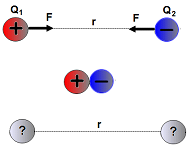 Q1 F r F Q2
+ −
+ −
? r ?